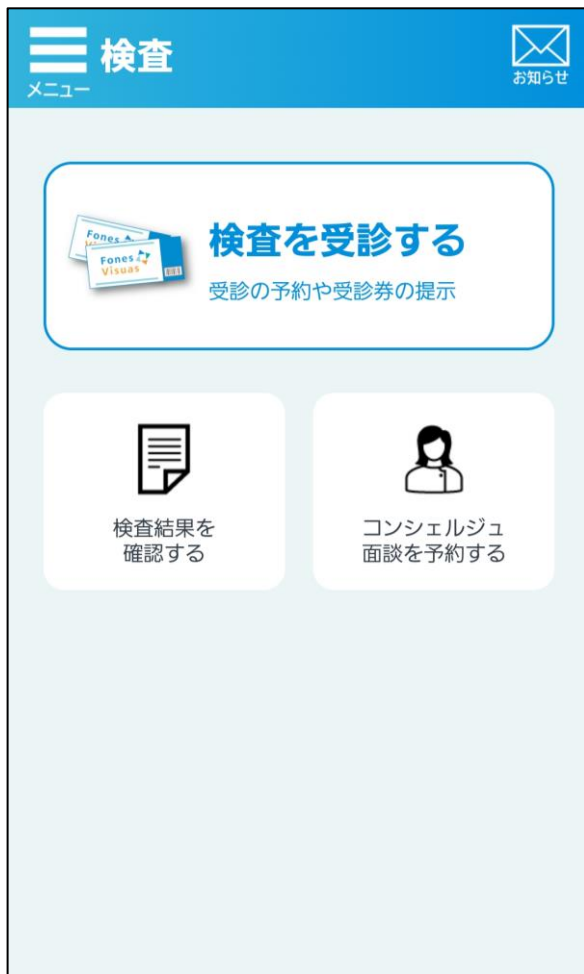 検査
メニュー
お知らせ
Fones
Fones
Visuas
検査を受診する
受診の予約や受診券の提示
検査結果を
確認する
コンシェルジュ
面談を予約する